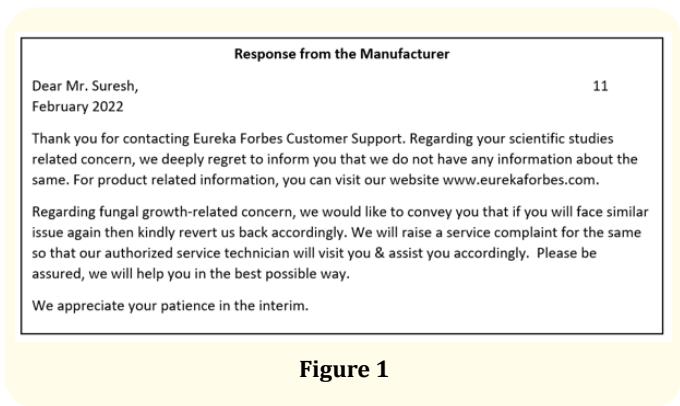 Response from the Manufacturer
Dear Mr. Suresh, 11
February 2022
Thank you for contacting Eureka Forbes Customer Support. Regarding your scientific studies
related concern, we deeply regret to inform you that we do not have any information about the
same. For product related information, you can visit our website www.eurekaforbes.com.
Regarding fungal growth-related concern, we would like to convey you that if you will face similar
issue again then kindly revert us back accordingly. We will raise a service complaint for the same
so that our authorized service technician will visit you & assist you accordingly.  Please be
assured, we will help you in the best possible way.
We appreciate your patience in the interim.
Figure 1